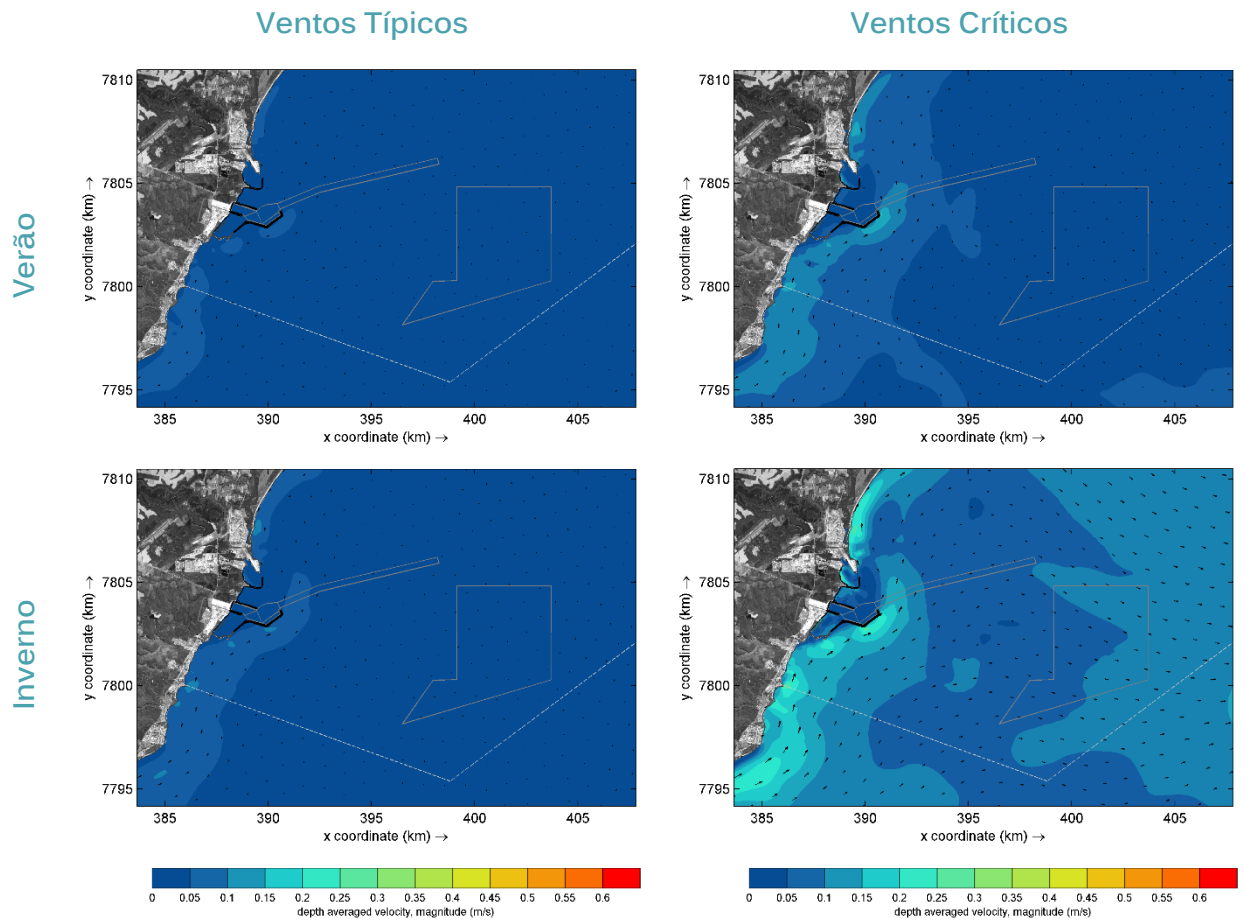 Ventos Típicos
Ventos Críticos
Verão
7810
7805
7800
7795
y coordinate (km) →
385 390 395 400 405
x coordinate (km) →
7810
7805
7800
7795
y coordinate (km) →
385 390 395 400 405
x coordinate (km) →
Inverno
7810
7805
7800
7795
y coordinate (km) →
385 390 395 400 405
x coordinate (km) →
7810
7805
7800
7795
y coordinate (km) →
385 390 395 400 405
x coordinate (km) →
0 0.05 0.1 0.15 0.2 0.25 0.3 0.35 0.4 0.45 0.5 0.55 0.6
depth averaged velocity, magnitude (m/s)
0 0.05 0.1 0.15 0.2 0.25 0.3 0.35 0.4 0.45 0.5 0.55 0.6
depth averaged velocity, magnitude (m/s)